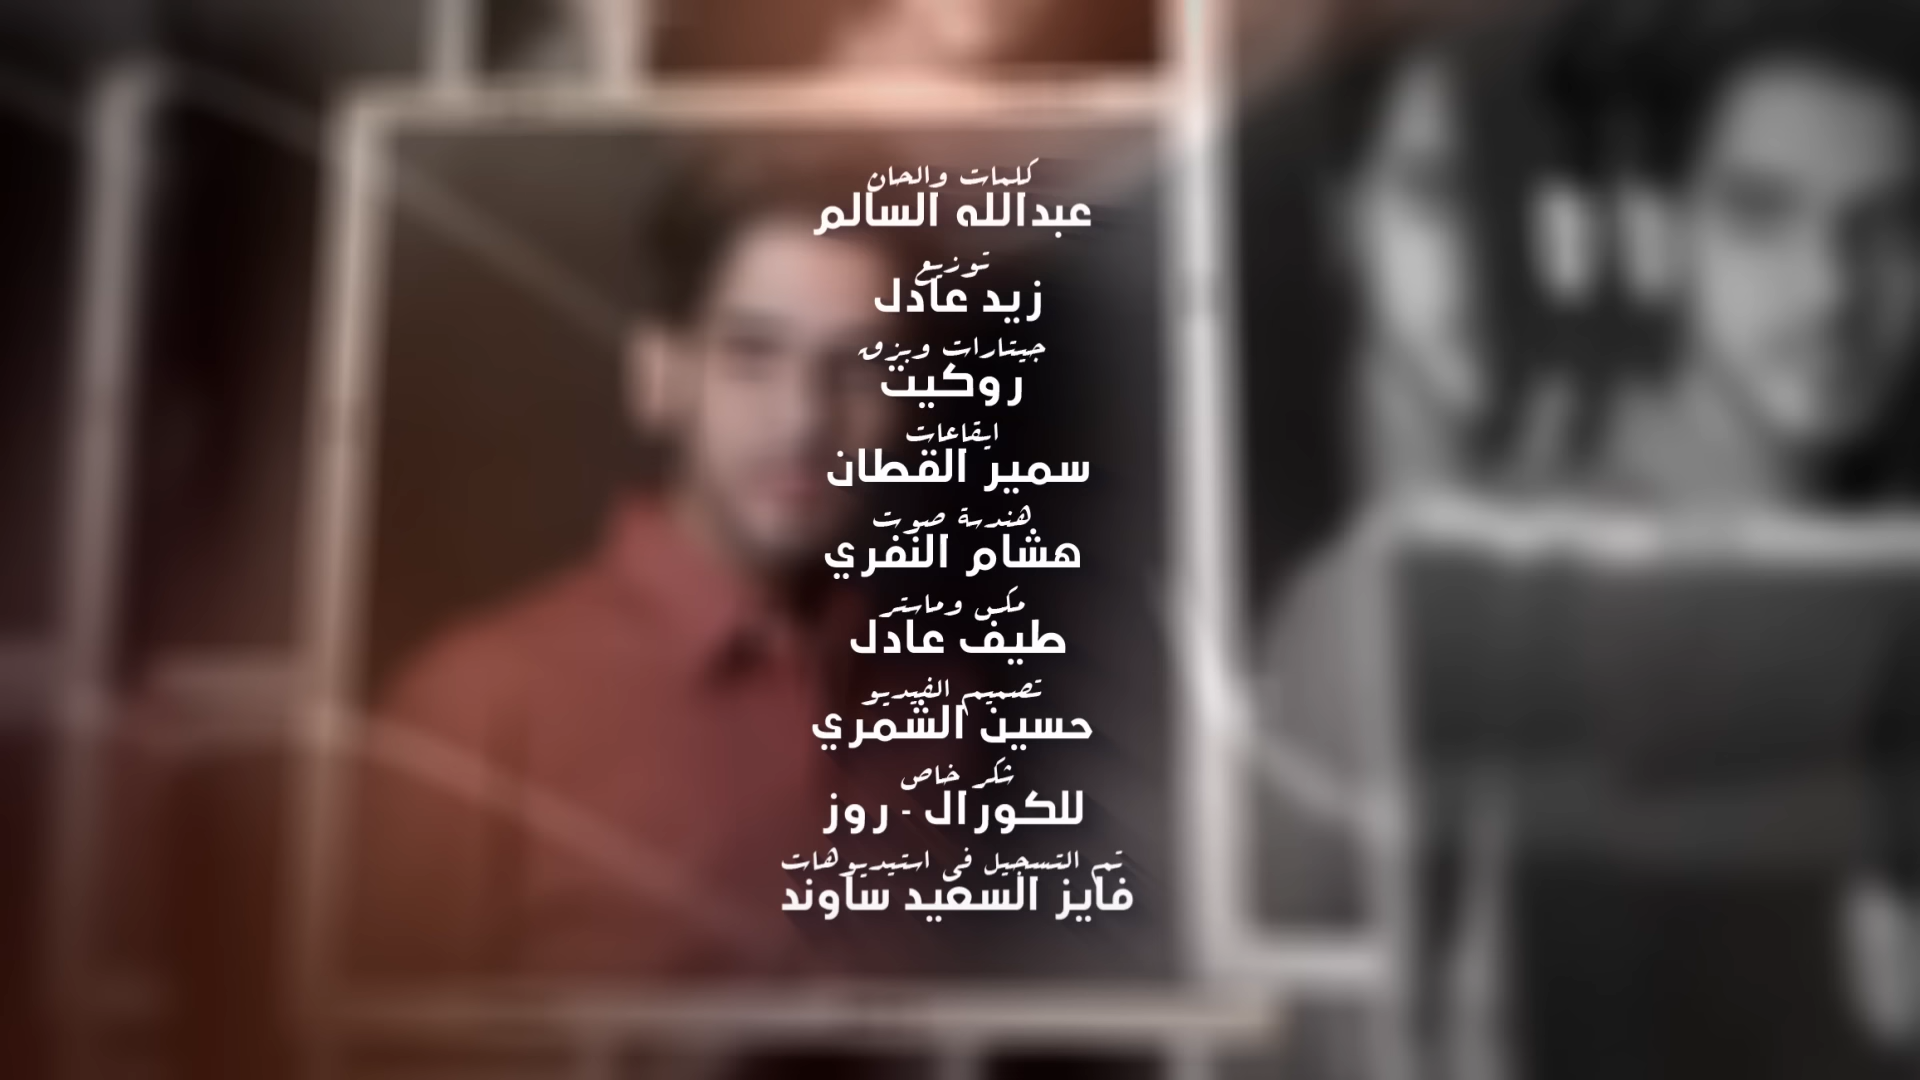 كلمات والحان
عبدالله السالم
توزيع
زيد عادل
جيتارات وبزق
روكيت
ايقاعات
سمير القطان
هندسة صوت
هشام النفري
مكس وماستر
طيف عادل
تصميم الفيديو
حسين الشمري
شكر خاص
للكورال - روز
تم التسجيل في استيديوهات
فايز السعيد ساوند